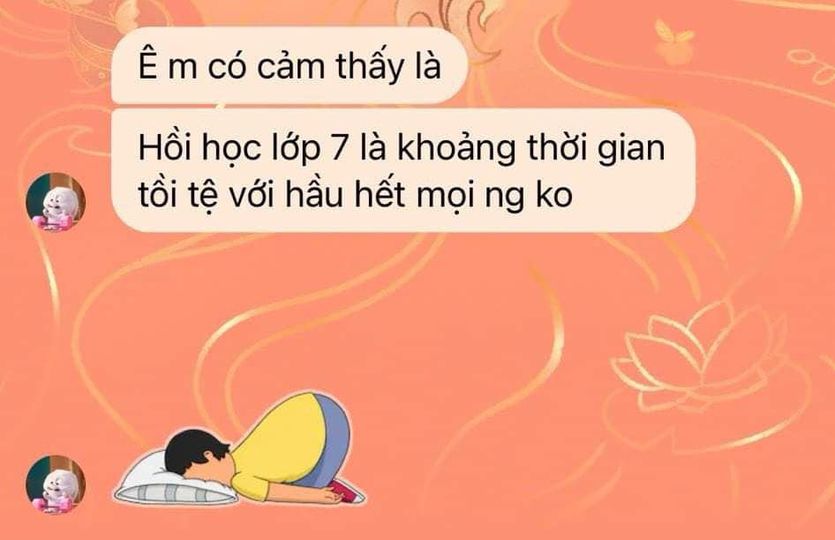 Ê m có cảm thấy là
Hồi học lớp 7 là khoảng thời gian
tồi tệ với hầu hết mọi ng ko